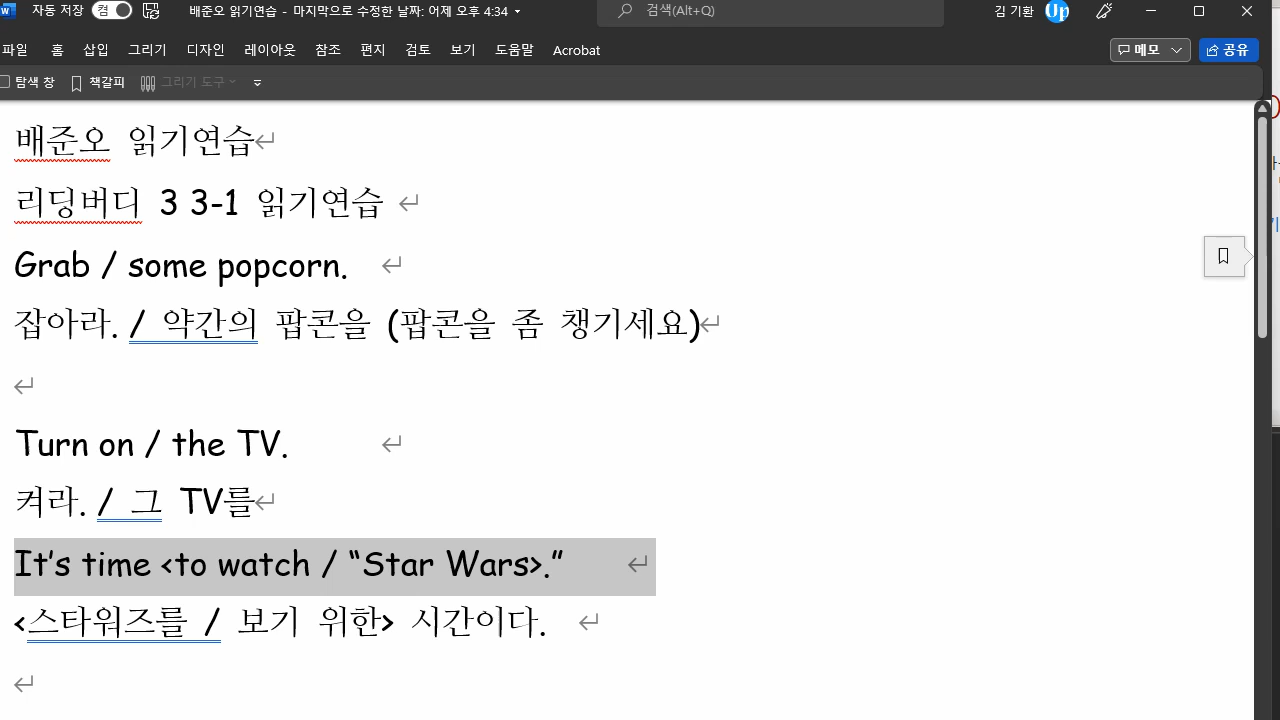 자동 저장 켬 배준오 읽기연습 - 마지막으로 수정한 날짜: 어제 오후 4:34 검색(Alt+Q) 김 기환 Up
파일 홈 삽입 그리기 디자인 레이아웃 참조 편지 검토 보기 도움말 Acrobat 메모 공유
탐색 창 책갈피 그리기 도구
배준오 읽기연습
리딩버디 3 3-1 읽기연습
Grab / some popcorn.
잡아라. / 약간의 팝콘을 (팝콘을 좀 챙기세요)
Turn on / the TV.
켜라. / 그 TV를
It’s time <to watch / “Star Wars>.”
<스타워즈를 / 보기 위한> 시간이다.